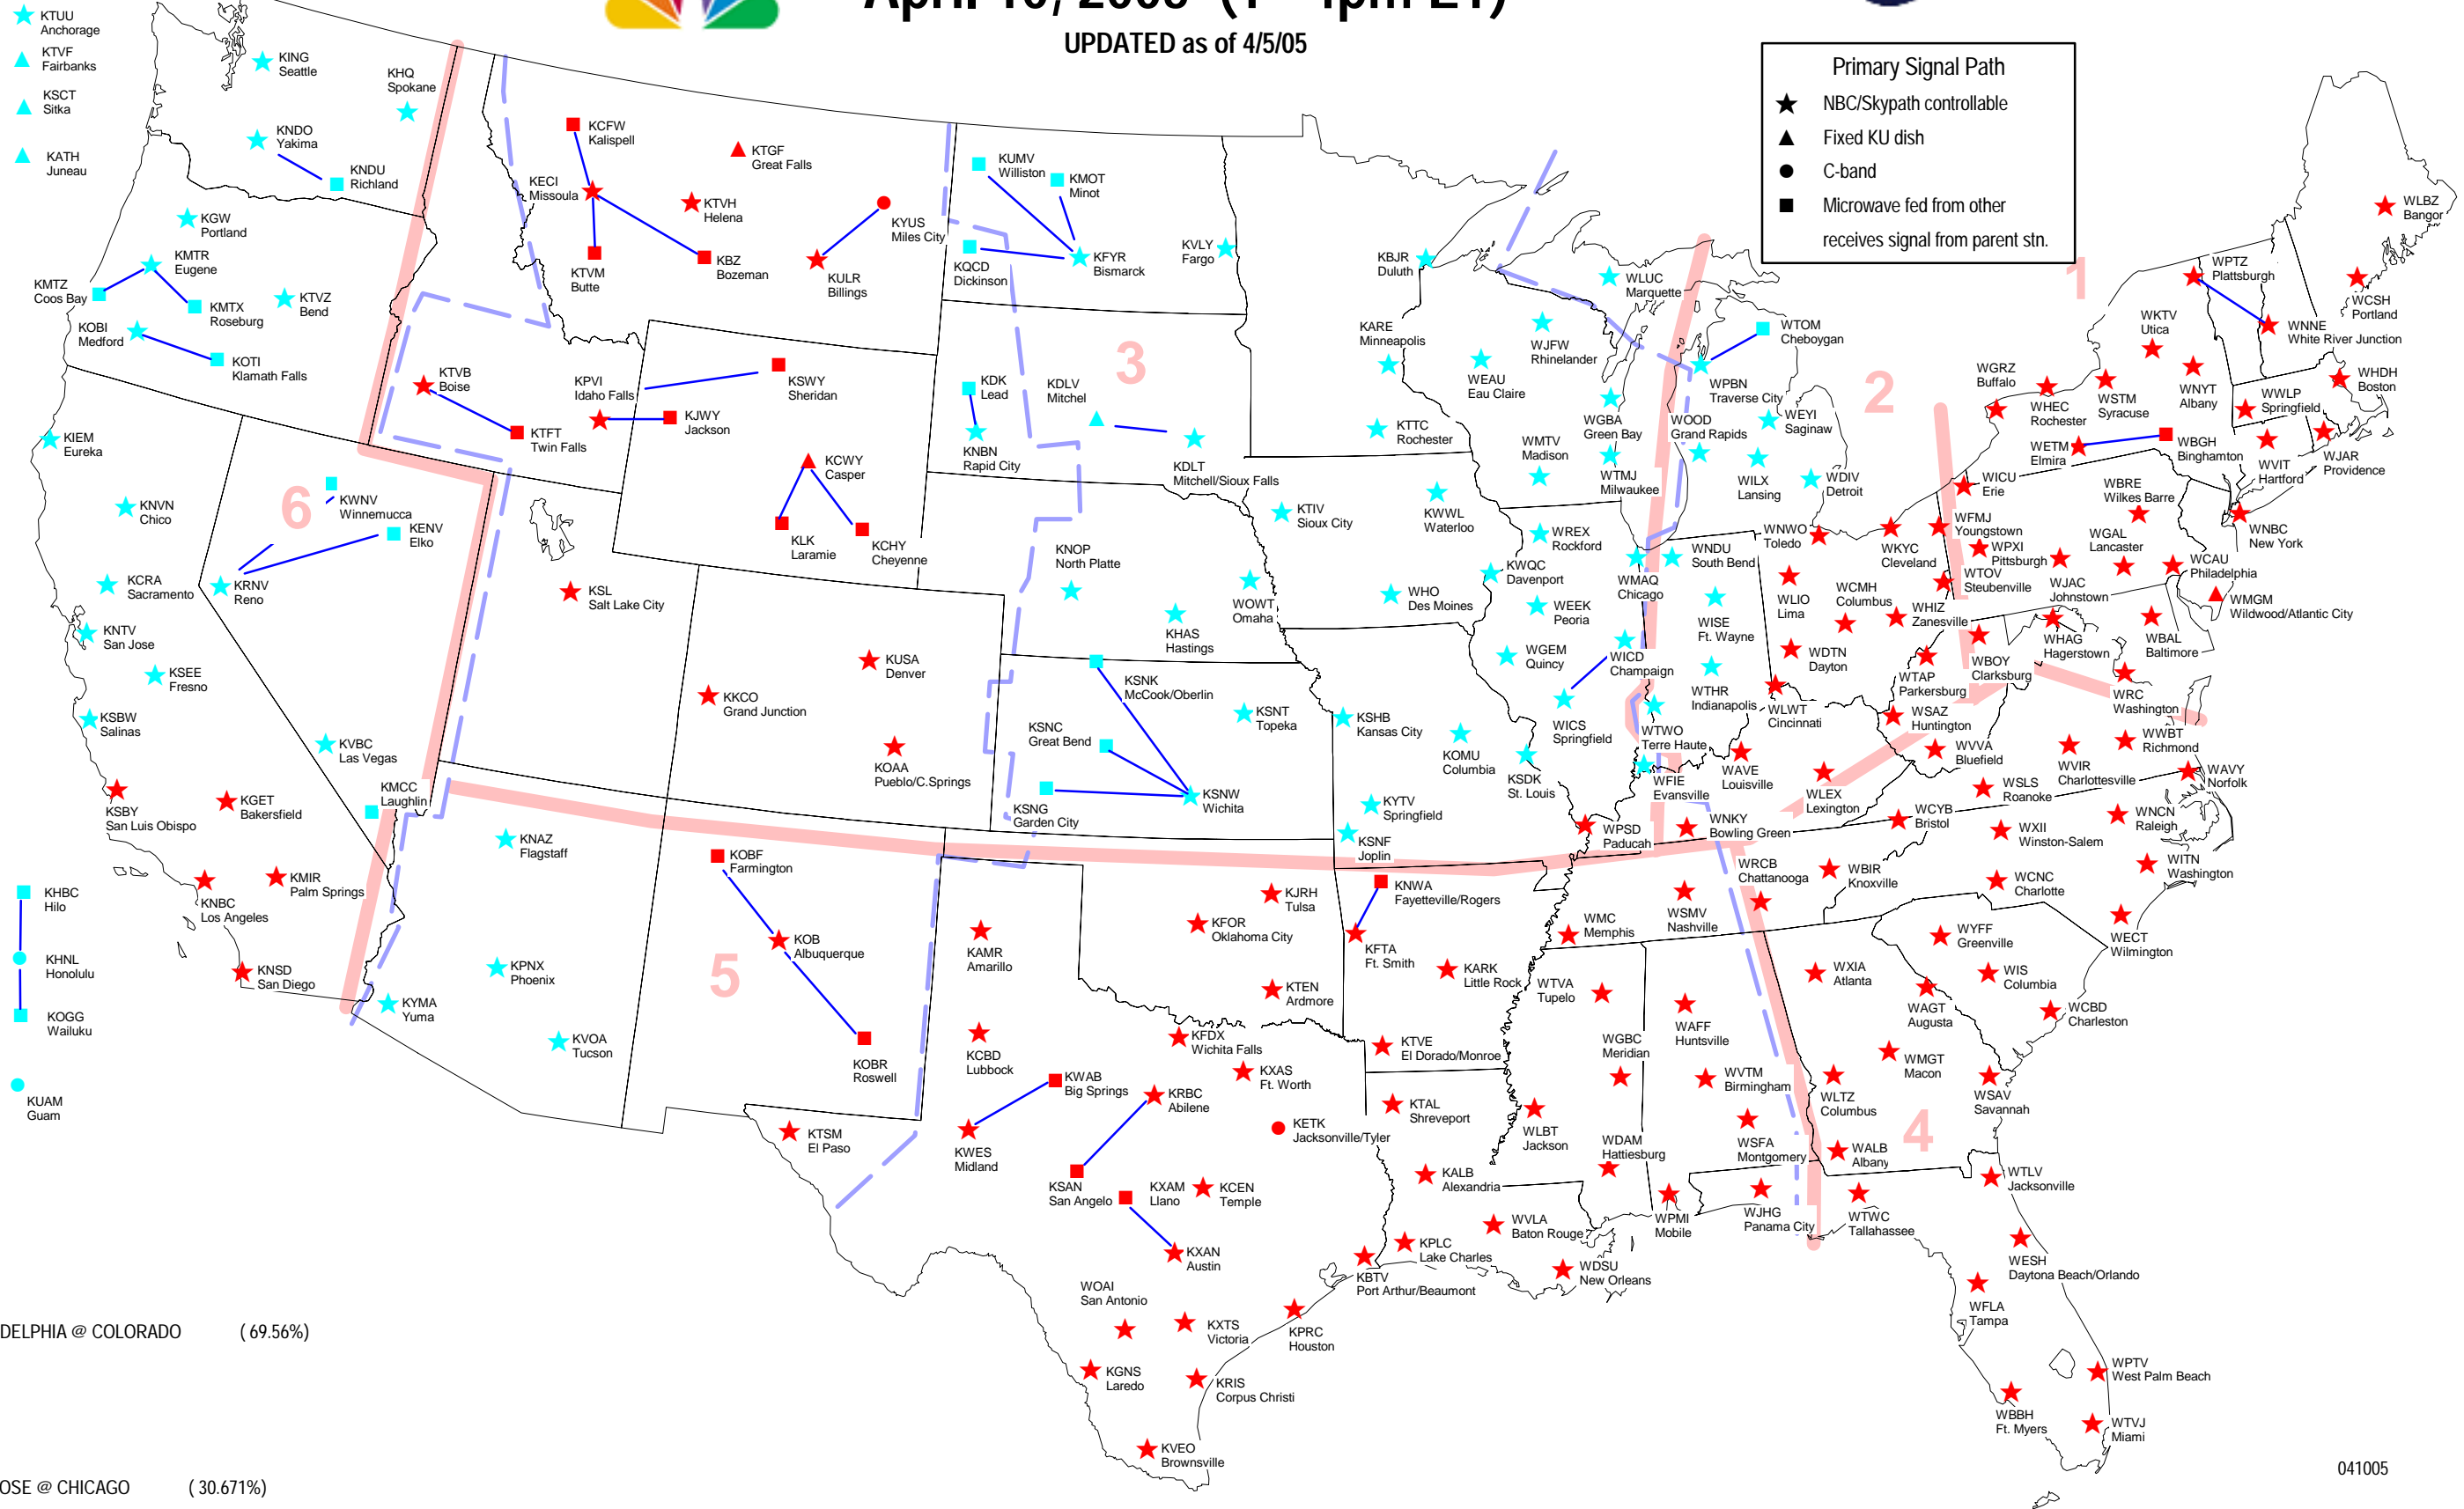 April 10, 2005 (1 - 4pm ET)
UPDATED as of 4/5/05
Primary Signal Path
NBC/Skypath controllable
Fixed KU dish
C-band
Microwave fed from other
receives signal from parent stn.
KTUU
Anchorage
KTVF
Fairbanks
KSCT
Sitka
KATH
Juneau
KING
Seattle
KHQ
Spokane
KNDO
Yakima
KNDU
Richland
KGW
Portland
KMTR
Eugene
KMTZ
Coos Bay
KMTX
Roseburg
KTVZ
Bend
KOBI
Medford
KOTI
Klamath Falls
KCFW
Kalispell
KTGF
Great Falls
KECI
Missoula
KTVH
Helena
KYUS
Miles City
KTVM
Butte
KBZ
Bozeman
KULR
Billings
KUMV
Williston
KMOT
Minot
KQCD
Dickinson
KFYR
Bismarck
KVLY
Fargo
KBJR
Duluth
WLUC
Marquette
1
WPTZ
Plattsburgh
WLBZ
Bangor
WCSH
Portland
WKTV
Utica
WNNE
White River Junction
KTVB
Boise
KTFT
Twin Falls
KPVI
Idaho Falls
KSWY
Sheridan
KJWY
Jackson
KDK
Lead
KDLV
Mitchel
3
KNBN
Rapid City
KDLT
Mitchell/Sioux Falls
KARE
Minneapolis
KTTC
Rochester
WEAU
Eau Claire
WJFW
Rhinelander
WGBA
Green Bay
WMTV
Madison
WTMJ
Milwaukee
WTOM
Cheboygan
WPBN
Traverse City
WOOD
Grand Rapids
WEYI
Saginaw
WILX
Lansing
WDIV
Detroit
2
WGRZ
Buffalo
WHEC
Rochester
WSTM
Syracuse
WNYT
Albany
WWLP
Springfield
WHDH
Boston
WETM
Elmira
WBGH
Binghamton
WVIT
Hartford
WJAR
Providence
WICU
Erie
WBRE
Wilkes Barre
WNBC
New York
KIEM
Eureka
6
KNVN
Chico
KWNV
Winnemucca
KENV
Elko
KCRA
Sacramento
KRNV
Reno
KNTV
San Jose
KSEE
Fresno
KSBW
Salinas
KVBC
Las Vegas
KSBY
San Luis Obispo
KGET
Bakersfield
KMCC
Laughlin
KNBC
Los Angeles
KMIR
Palm Springs
KNSD
San Diego
KCWY
Casper
KLK
Laramie
KCHY
Cheyenne
KSL
Salt Lake City
KUSA
Denver
KKCO
Grand Junction
KOAA
Pueblo/C.Springs
KNOP
North Platte
KHAS
Hastings
WOWT
Omaha
KTIV
Sioux City
KWWL
Waterloo
WHO
Des Moines
KWQC
Davenport
WREX
Rockford
WEEK
Peoria
WMAQ
Chicago
WNDU
South Bend
WISE
Ft. Wayne
WGEM
Quincy
WICD
Champaign
WICS
Springfield
WTHR
Indianapolis
WTWO
Terre Haute
WFIE
Evansville
KSNK
McCook/Oberlin
KSNC
Great Bend
KSNT
Topeka
KSNG
Garden City
KSNW
Wichita
KSHB
Kansas City
KOMU
Columbia
KSDK
St. Louis
KYTV
Springfield
KSNF
Joplin
WNWO
Toledo
WKYC
Cleveland
WFMJ
Youngstown
WPXI
Pittsburgh
WGAL
Lancaster
WCAU
Philadelphia
WTOV
Steubenville
WJAC
Johnstown
WMGM
Wildwood/Atlantic City
WLIO
Lima
WCMH
Columbus
WHIZ
Zanesville
WHAG
Hagerstown
WBAL
Baltimore
WDTN
Dayton
WLWT
Cincinnati
WTAP
Parkersburg
WBOY
Clarksburg
WRC
Washington
WSAZ
Huntington
WVVA
Bluefield
WWBT
Richmond
WVIR
Charlottesville
WAVY
Norfolk
WSLS
Roanoke
WAVE
Louisville
WLEX
Lexington
WPSD
Paducah
WNKY
Bowling Green
WCYB
Bristol
WXII
Winston-Salem
WNCN
Raleigh
WITN
Washington
WRCB
Chattanooga
WBIR
Knoxville
WCNC
Charlotte
WECT
Wilmington
KHBC
Hilo
KHNL
Honolulu
KOGG
Wailuku
KUAM
Guam
KNAZ
Flagstaff
KPNX
Phoenix
KYMA
Yuma
KVOA
Tucson
KOBF
Farmington
KOB
Albuquerque
5
KOBR
Roswell
KTSM
El Paso
KAMR
Amarillo
KJRH
Tulsa
KFOR
Oklahoma City
KTEN
Ardmore
KNWA
Fayetteville/Rogers
KFTA
Ft. Smith
KARK
Little Rock
WMC
Memphis
WSMV
Nashville
WTVA
Tupelo
WAFF
Huntsville
WGBC
Meridian
WVTM
Birmingham
WXIA
Atlanta
WYFF
Greenville
WIS
Columbia
WAGT
Augusta
WCBD
Charleston
WMGT
Macon
WLTZ
Columbus
WSAV
Savannah
4
WALB
Albany
KCBD
Lubbock
KFDX
Wichita Falls
KXAS
Ft. Worth
KWAB
Big Springs
KRBC
Abilene
KWES
Midland
KETK
Jacksonville/Tyler
KSAN
San Angelo
KXAM
Llano
KCEN
Temple
KXAN
Austin
KTVE
El Dorado/Monroe
KTAL
Shreveport
WLBT
Jackson
WDAM
Hattiesburg
WSFA
Montgomery
KALB
Alexandria
WVLA
Baton Rouge
WPMI
Mobile
WJHG
Panama City
WTWC
Tallahassee
WTLV
Jacksonville
KPLC
Lake Charles
KBTV
Port Arthur/Beaumont
WDSU
New Orleans
WESH
Daytona Beach/Orlando
WFLA
Tampa
WOAI
San Antonio
KXTS
Victoria
KPRC
Houston
KGNS
Laredo
KRIS
Corpus Christi
KVEO
Brownsville
WPTV
West Palm Beach
WBBH
Ft. Myers
WTVJ
Miami
DELPHIA @ COLORADO (69.56%)
OSE @ CHICAGO (30.671%)
041005